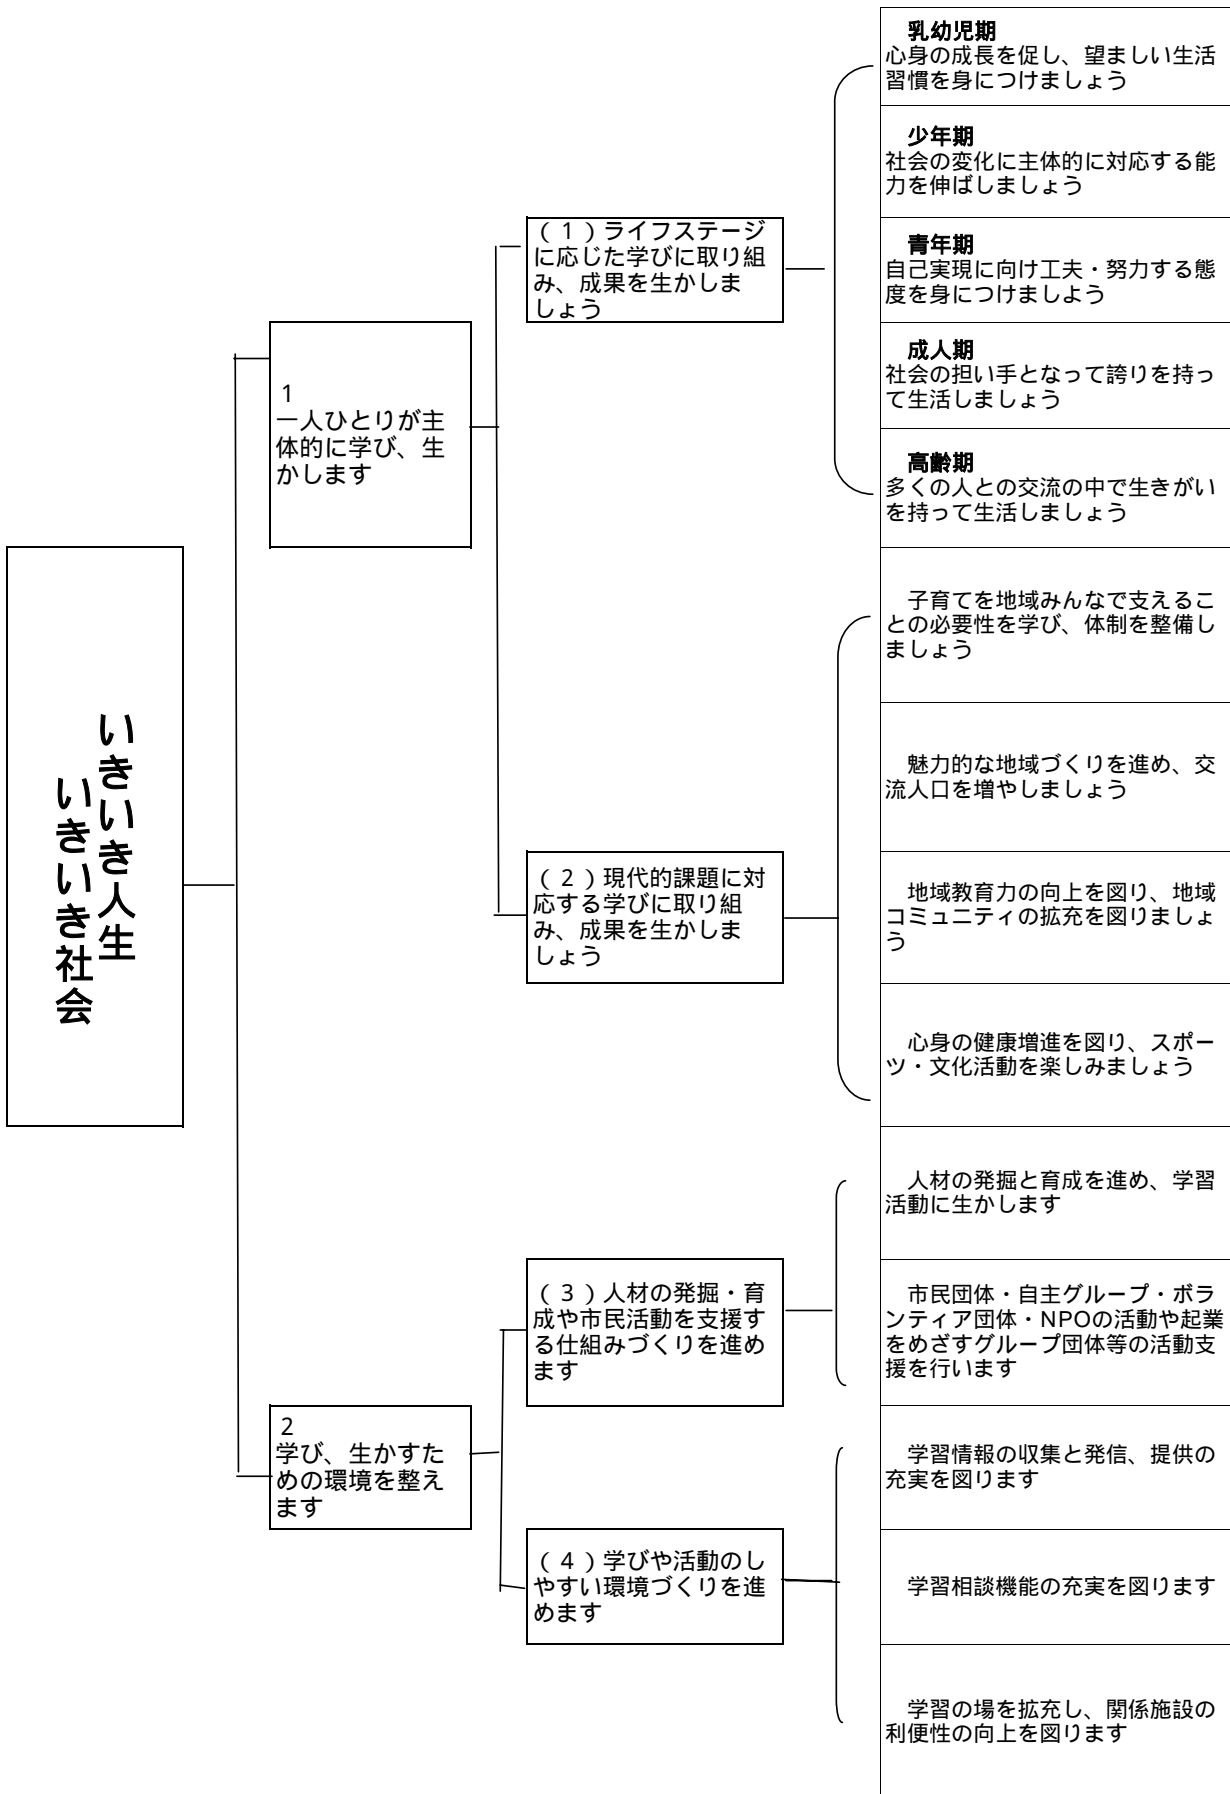 いきいき人生
いきいき社会
1
一人ひとりが主
体的に学び、生
かします
2
学び、生かすた
めの環境を整え
ます
(1)ライフステージ
に応じた学びに取り組
み、成果を生かしま
しょう
(2)現代的課題に対
応する学びに取り組
み、成果を生かしま
しょう
(3)人材の発掘・育
成や市民活動を支援す
る仕組みづくりを進め
ます
(4)学びや活動のし
やすい環境づくりを進
めます
乳幼児期
心身の成長を促し、望ましい生活
習慣を身につけましょう
少年期
社会の変化に主体的に対応する能
力を伸ばしましょう
青年期
自己実現に向け工夫・努力する態
度を身につけましよう
成人期
社会の担い手となって誇りを持っ
て生活しましょう
高齢期
多くの人との交流の中で生きがい
を持って生活しましょう
子育てを地域みんなで支えるこ
との必要性を学び、体制を整備し
ましょう
魅力的な地域づくりを進め、交
流人口を増やしましょう
地域教育力の向上を図り、地域
コミュニティの拡充を図りましょ
う
心身の健康増進を図り、スポー
ツ・文化活動を楽しみましょう
人材の発掘と育成を進め、学習
活動に生かします
市民団体・自主グループ・ボラ
ンティア団体・NPOの活動や起業
をめざすグループ団体等の活動支
援を行います
学習情報の収集と発信、提供の
充実を図ります
学習相談機能の充実を図ります
学習の場を拡充し、関係施設の
利便性の向上を図ります